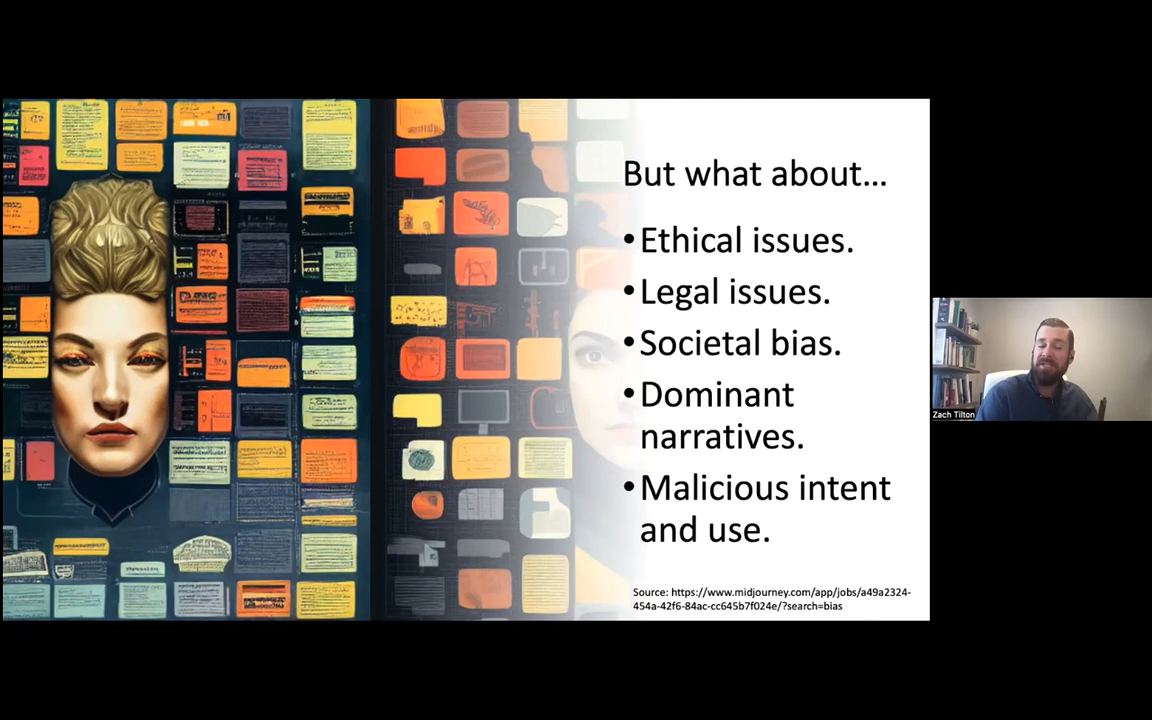 But what about…
•Ethical issues.
•Legal issues.
•Societal bias.
•Dominant
narratives.
•Malicious intent
and use.
Source: https://www.midjourney.com/app/jobs/a49a2324-
454a-42f6-84ac-cc645b7f024e/?search=bias
Zach Tilton